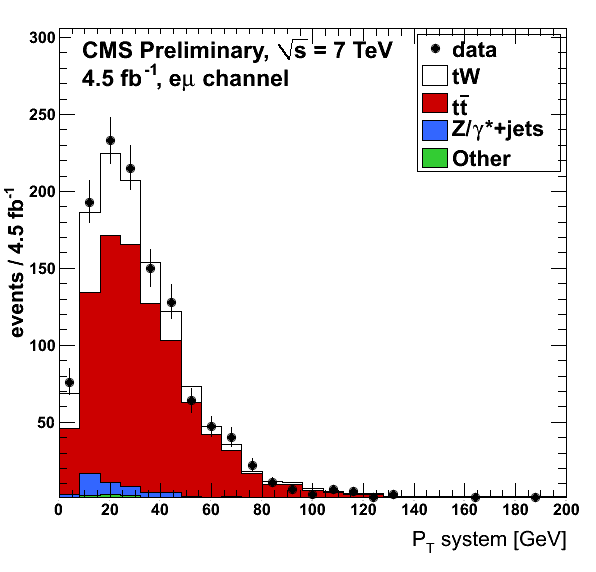 CMS Preliminary, √s = 7 TeV
4.5 fb⁻¹, eμ channel
data
tW
tt̄
Z/γ*+jets
Other
events / 4.5 fb⁻¹
300
250
200
150
100
50
0 20 40 60 80 100 120 140 160 180 200
P_T system [GeV]